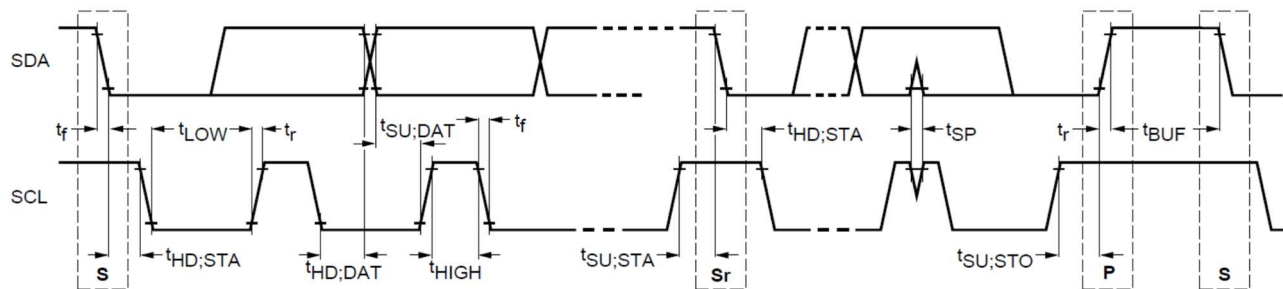 SDA
tf tLOW tr tSU;DAT tf tHD;STA tSP tr tBUF
SCL
tHD;STA tHD;DAT tHIGH tSU;STA tSU;STO
S Sr P S